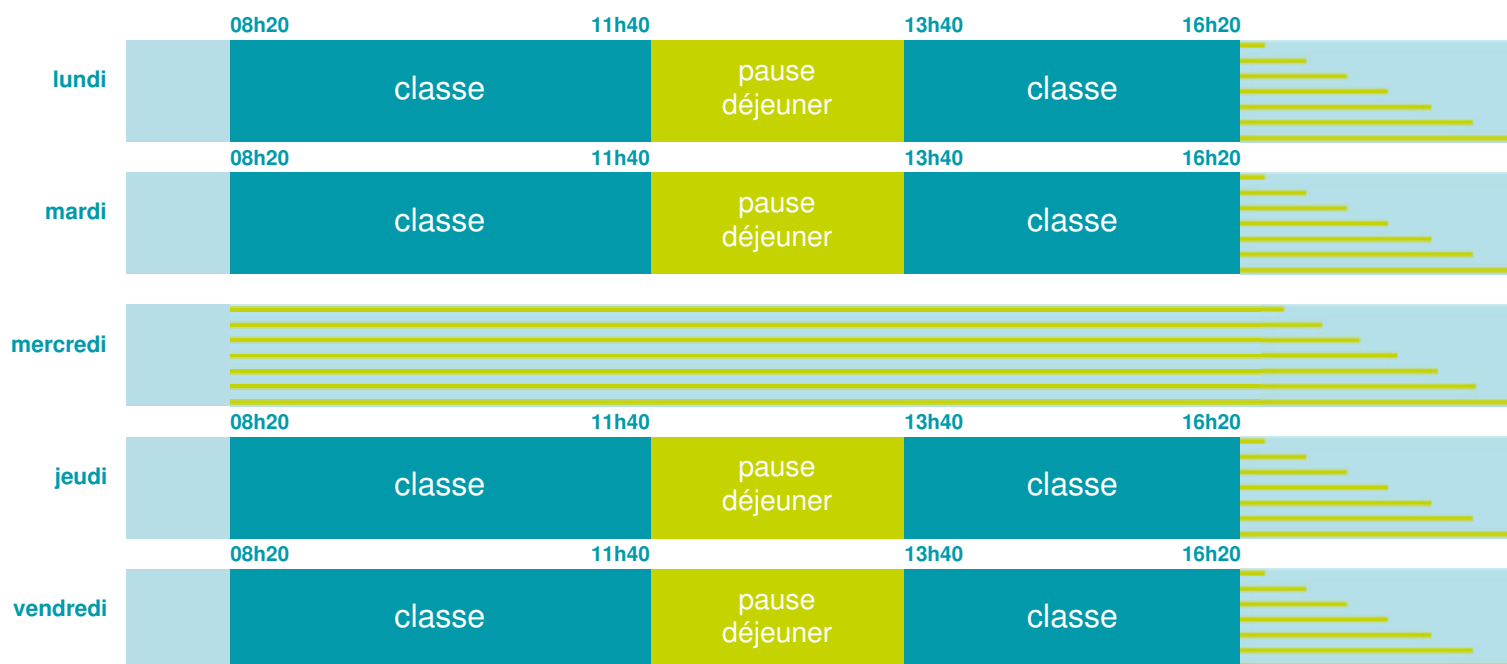 08h20 11h40 13h40 16h20
lundi classe pause déjeuner classe
08h20 11h40 13h40 16h20
mardi classe pause déjeuner classe
mercredi
08h20 11h40 13h40 16h20
jeudi classe pause déjeuner classe
08h20 11h40 13h40 16h20
vendredi classe pause déjeuner classe